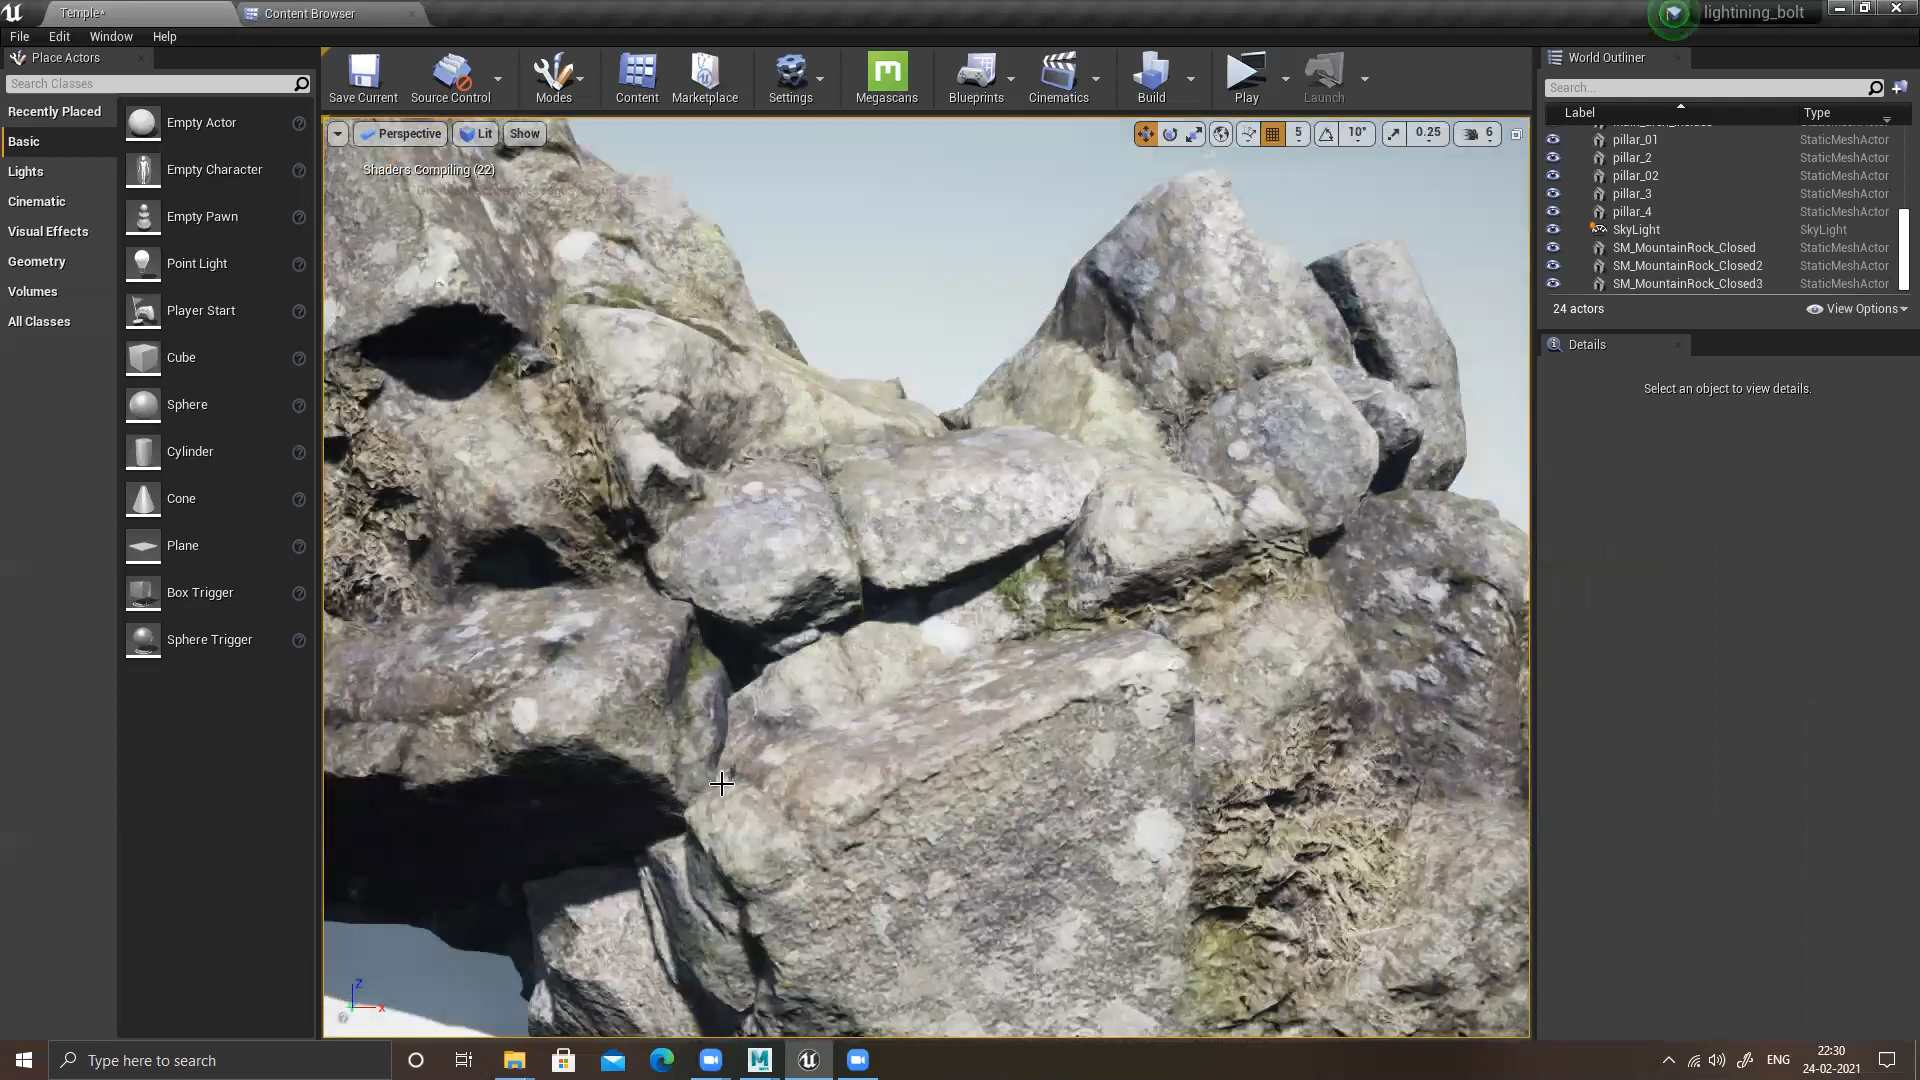 Temple*
Content Browser
lightining_bolt
File Edit Window Help
Place Actors
Search Classes
Recently Placed
Basic
Lights
Cinematic
Visual Effects
Geometry
Volumes
All Classes
Empty Actor
Empty Character
Empty Pawn
Point Light
Player Start
Cube
Sphere
Cylinder
Cone
Plane
Box Trigger
Sphere Trigger
Save Current
Source Control
Modes
Content
Marketplace
Settings
Megascans
Blueprints
Cinematics
Build
Play
Launch
Perspective
Lit
Show
5
10°
0.25
6
Shaders Compiling (22)
Z
X
World Outliner
Search...
Label Type
pillar_01 StaticMeshActor
pillar_2 StaticMeshActor
pillar_02 StaticMeshActor
pillar_3 StaticMeshActor
pillar_4 StaticMeshActor
SkyLight SkyLight
SM_MountainRock_Closed StaticMeshActor
SM_MountainRock_Closed2 StaticMeshActor
SM_MountainRock_Closed3 StaticMeshActor
24 actors
View Options
Details
Select an object to view details.
Type here to search
ENG
22:30
24-02-2021